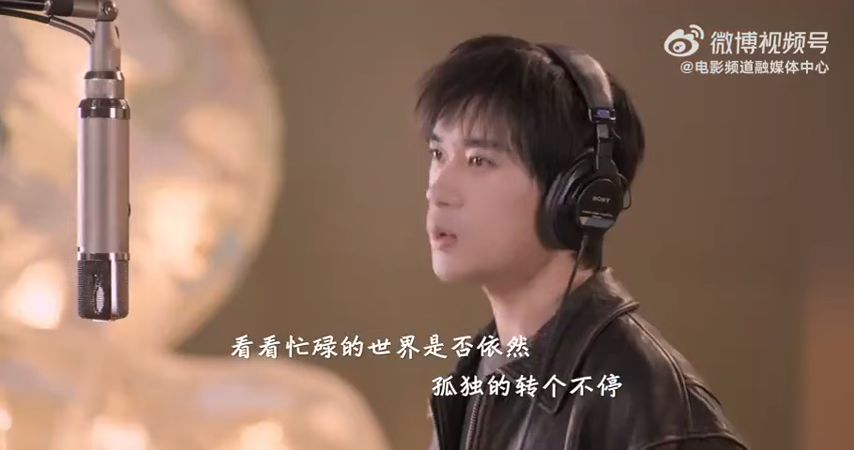 微博视频号
@电影频道融媒体中心
SONY
看看忙碌的世界是否依然
孤独的转个不停